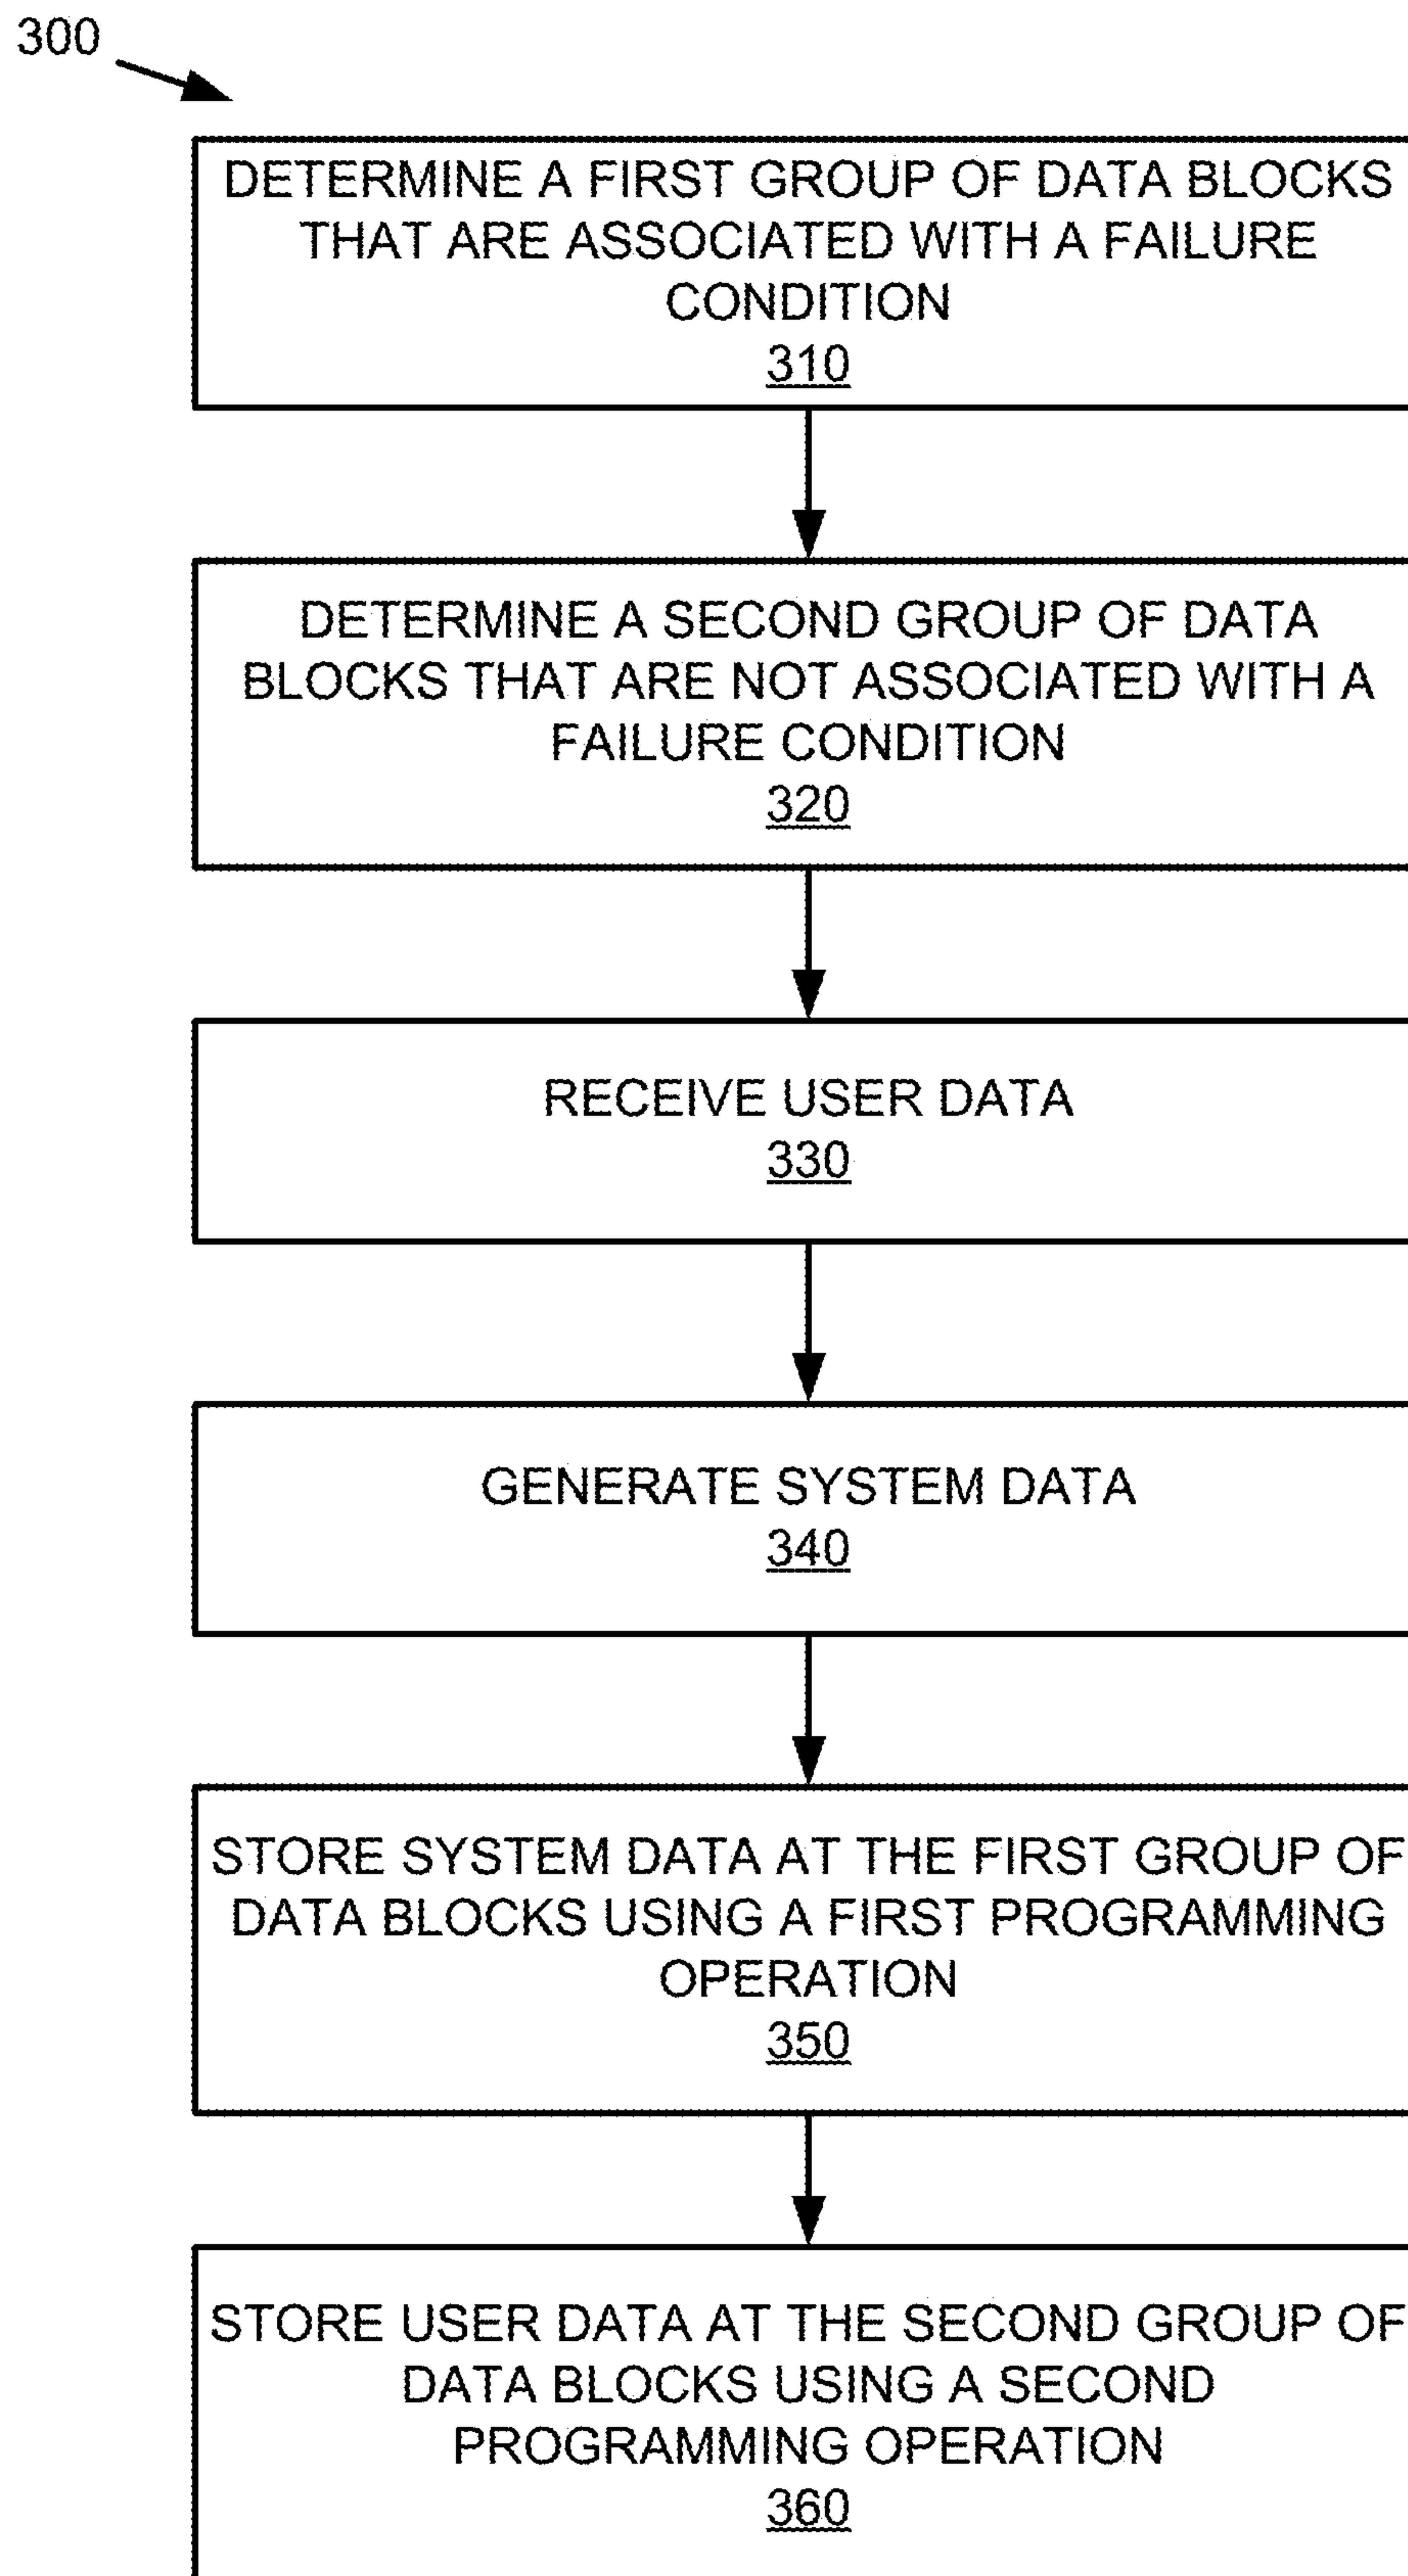 300
DETERMINE A FIRST GROUP OF DATA BLOCKS
THAT ARE ASSOCIATED WITH A FAILURE
CONDITION
310
DETERMINE A SECOND GROUP OF DATA
BLOCKS THAT ARE NOT ASSOCIATED WITH A
FAILURE CONDITION
320
RECEIVE USER DATA
330
GENERATE SYSTEM DATA
340
STORE SYSTEM DATA AT THE FIRST GROUP OF
DATA BLOCKS USING A FIRST PROGRAMMING
OPERATION
350
STORE USER DATA AT THE SECOND GROUP OF
DATA BLOCKS USING A SECOND
PROGRAMMING OPERATION
360